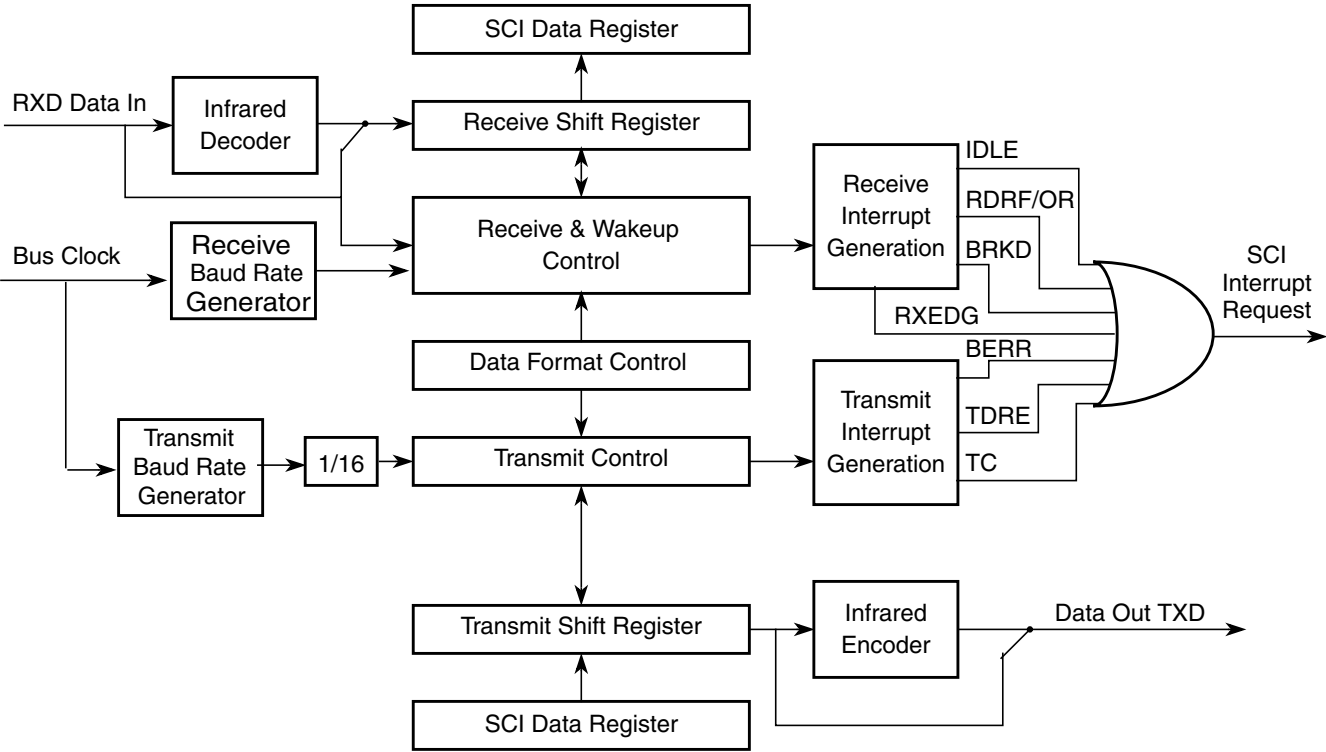 SCI Data Register
RXD Data In
Infrared
Decoder
Receive Shift Register
Receive
Interrupt
Generation
IDLE
RDRF/OR
BRKD
RXEDG
Bus Clock
Receive
Baud Rate
Generator
Receive & Wakeup
Control
SCI
Interrupt
Request
Data Format Control
BERR
TDRE
TC
Transmit
Interrupt
Generation
Transmit
Baud Rate
Generator
1/16
Transmit Control
Transmit Shift Register
Infrared
Encoder
Data Out TXD
SCI Data Register